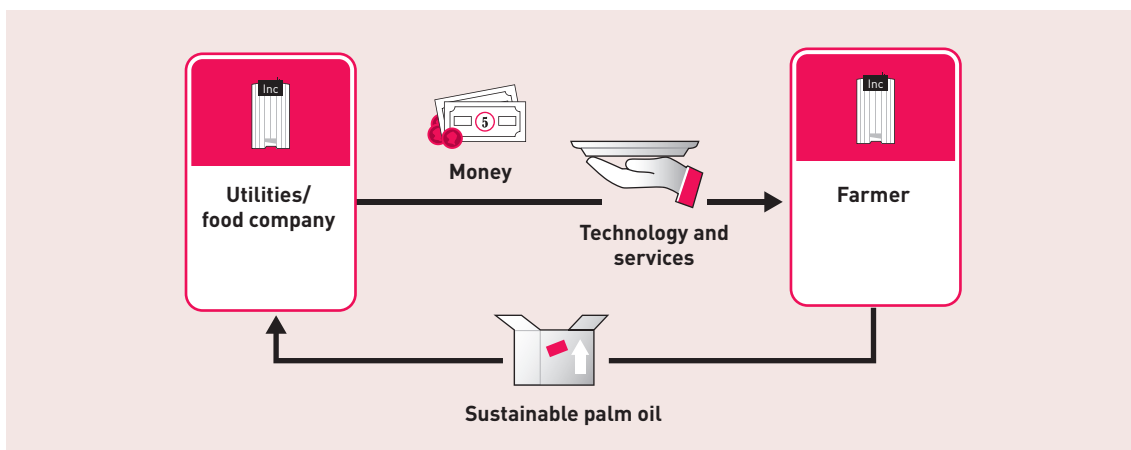 Inc
Inc
5
Money
Utilities/
food company
Farmer
Technology and
services
Sustainable palm oil